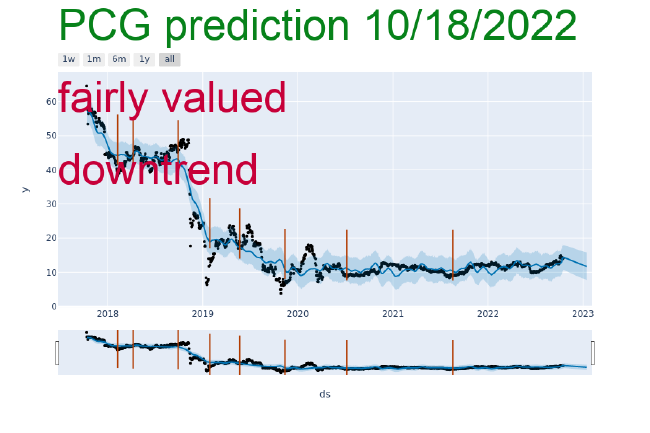 PCG prediction 10/18/2022
1w 1m 6m 1y all
fairly valued
downtrend
y
60
50
40
30
20
10
0
2018 2019 2020 2021 2022 2023
ds